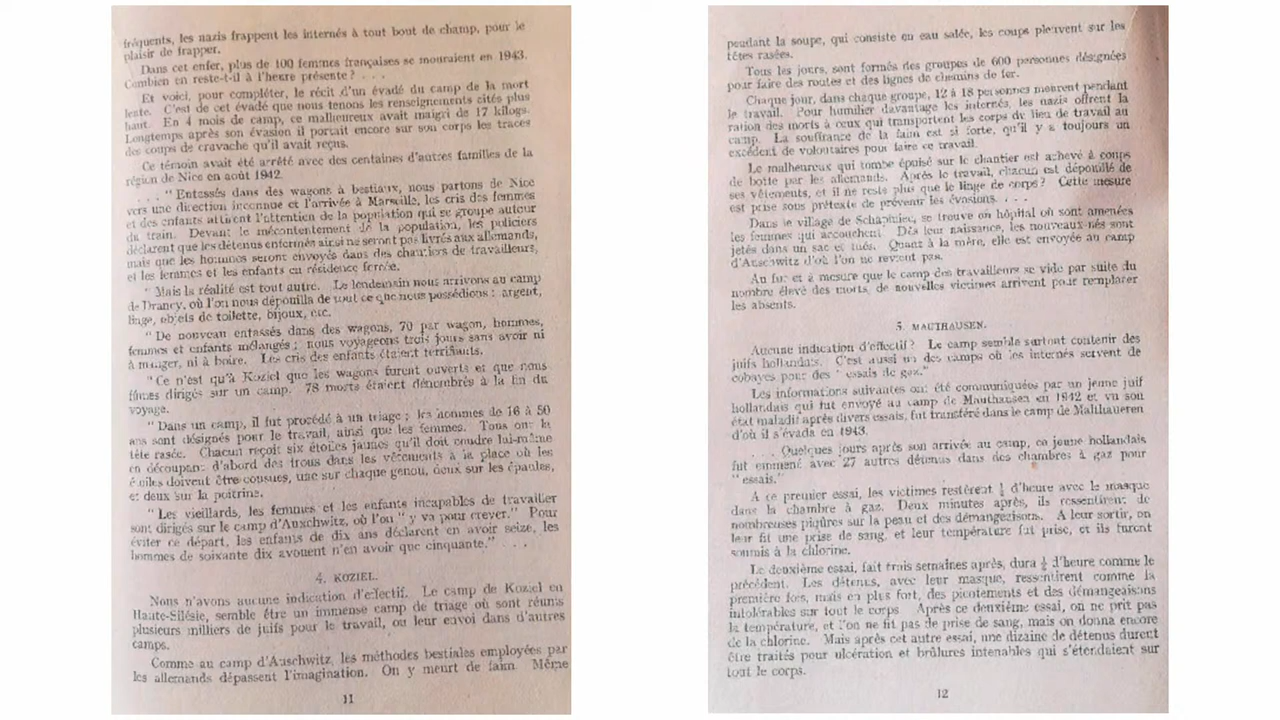 fréquents, les nazis frappent les internés à tout bout de champ, pour le
plaisir de frapper.
Dans cet enfer, plus de 100 femmes françaises se mouraient en 1943.
Combien en reste-t-il à l'heure présente ? . . .
Et voici, pour compléter, le récit d'un évadé du camp de la mort
lente. C'est de cet évadé que nous tenons les renseignements cités plus
haut. En 4 mois de camp, ce malheureux avait maigri de 17 kilogs.
Longtemps après son évasion il portait encore sur son corps les traces
des coups de cravache qu'il avait reçus.
Ce témoin avait été arrêté avec des centaines d'autres familles de la
région de Nice en août 1942.
. . . " Entassés dans des wagons à bestiaux, nous partons de Nice
vers une direction inconnue et l'arrivée à Marseille, les cris des femmes
et des enfants attirent l'attention de la population qui se groupe autour
du train. Devant le mécontentement de la population, les policiers
déclarent que les détenus enfermés ainsi ne seront pas livrés aux allemands,
mais que les hommes seront envoyés dans des chantiers de travailleurs,
et les femmes et les enfants en résidence forcée.
" Mais la réalité est tout autre. Le lendemain nous arrivons au camp
de Drancy, où l'on nous dépouilla de tout ce que nous possédions : argent,
linge, objets de toilette, bijoux, etc.
" De nouveau entassés dans des wagons, 70 par wagon, hommes,
femmes et enfants mélangés ; nous voyageons trois jours sans avoir ni
à manger, ni à boire. Les cris des enfants étaient terrifiants.
" Ce n'est qu'à Koziel que les wagons furent ouverts et que nous
fûmes dirigés sur un camp. 78 morts étaient dénombrés à la fin du
voyage.
" Dans un camp, il fut procédé à un triage ; les hommes de 16 à 50
ans sont désignés pour le travail, ainsi que les femmes. Tous ont la
tête rasée. Chacun reçoit six étoiles jaunes qu'il doit coudre lui-même
en découpant d'abord des trous dans les vêtements à la place où les
étoiles doivent être cousues, une sur chaque genou, deux sur les épaules,
et deux sur la poitrine.
" Les vieillards, les femmes et les enfants incapables de travailler
sont dirigés sur le camp d'Auschwitz, où l'on " y va pour crever." Pour
éviter ce départ, les enfants de dix ans déclarent en avoir seize, les
hommes de soixante dix avouent n'en avoir que cinquante." . . . .
4. KOZIEL.
Nous n'avons aucune indication d'effectif. Le camp de Koziel en
Haute-Silésie, semble être un immense camp de triage où sont réunis
plusieurs milliers de juifs pour le travail, ou leur envoi dans d'autres
camps.
Comme au camp d'Auschwitz, les méthodes bestiales employées par
les allemands dépassent l'imagination. On y meurt de faim. Même
11
pendant la soupe, qui consiste en eau salée, les coups pleuvent sur les
têtes rasées.
Tous les jours, sont formés des groupes de 600 personnes désignées
pour faire des routes et des lignes de chemins de fer.
Chaque jour, dans chaque groupe, 12 à 18 personnes meurent pendant
le travail. Pour humilier davantage les internés, les nazis offrent la
ration des morts à ceux qui transportent les corps du lieu de travail au
camp. La souffrance de la faim est si forte, qu'il y a toujours un
excédent de volontaires pour faire ce travail.
Le malheureux qui tombe épuisé sur le chantier est achevé à coups
de botte par les allemands. Après le travail, chacun est dépouillé de
ses vêtements, et il ne reste plus que le linge de corps ? Cette mesure
est prise sous prétexte de prévenir les évasions. . . .
Dans le village de se trouve un hôpital où sont amenées
les femmes qui accouchent. Dès leur naissance, les nouveaux-nés sont
jetés dans un sac et tués. Quant à la mère, elle est envoyée au camp
d'Auschwitz d'où l'on ne revient pas.
Au fur et à mesure que le camp des travailleurs se vide par suite du
nombre élevé des morts, de nouvelles victimes arrivent pour remplacer
les absents.
5. MAUTHAUSEN.
Aucune indication d'effectif ? Le camp semble surtout contenir des
juifs hollandais. C'est aussi un des camps où les internés servent de
cobayes pour des " essais de gaz."
Les informations suivantes ont été communiquées par un jeune juif
hollandais qui fut envoyé au camp de Mauthausen en 1942 et vu son
état maladif après divers essais, fut transféré dans le camp de Malthaueren
d'où il s'évada en 1943.
. . . Quelques jours après son arrivée au camp, ce jeune hollandais
fut emmené avec 27 autres détenus dans des chambres à gaz pour
" essais."
A ce premier essai, les victimes restèrent ¼ d'heure avec le masque
dans la chambre à gaz. Deux minutes après, ils ressentirent de
nombreuses piqûres sur la peau et des démangeaisons. A leur sortir, on
leur fit une prise de sang, et leur température fut prise, et ils furent
soumis à la chlorine.
Le deuxième essai, fait trois semaines après, dura ¼ d'heure comme le
précédent. Les détenus, avec leur masque, ressentirent comme la
première fois, mais en plus fort, des picotements et des démangeaisons
intolérables sur tout le corps. Après ce deuxième essai, on ne prit pas
la température, et l'on ne fit pas de prise de sang, mais on donna encore
de la chlorine. Mais après cet autre essai, une dizaine de détenus durent
être traités pour ulcération et brûlures intenables qui s'étendaient sur
tout le corps.
12